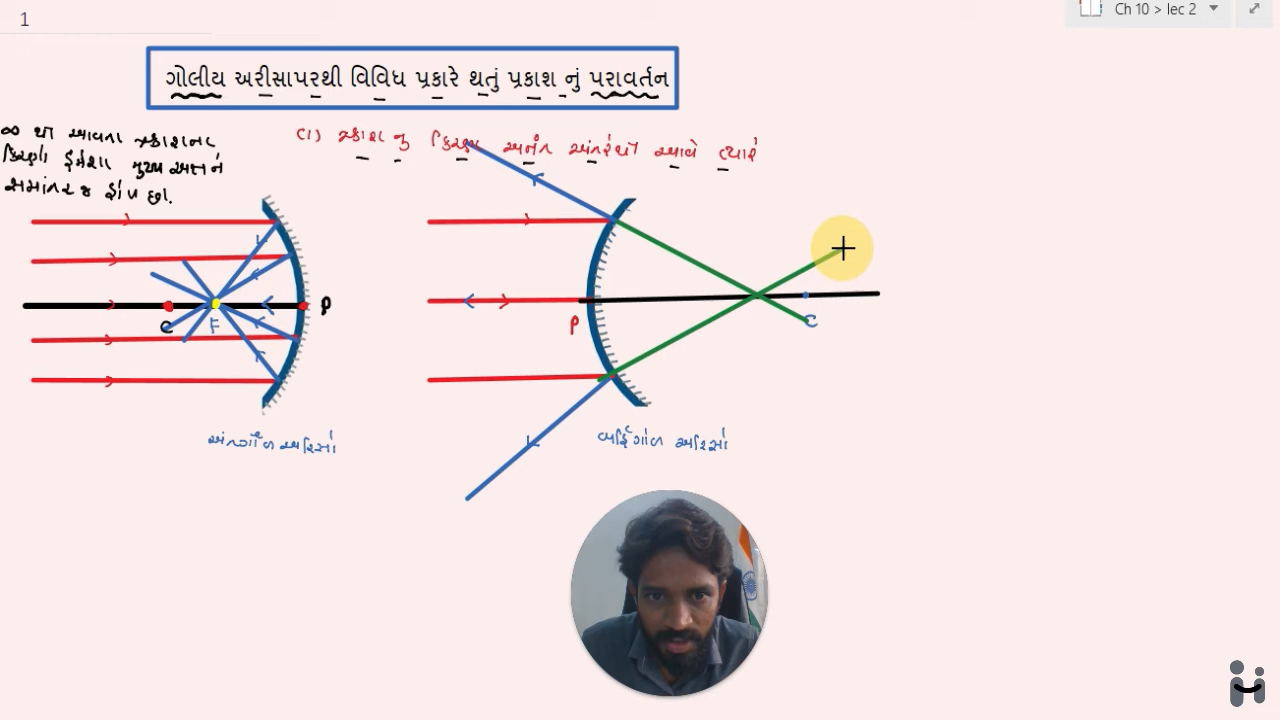 1
Ch 10 > lec 2
ગોલીય અરીસાપરથી વિવિધ પ્રકારે થતું પ્રકાશ નું પરાવર્તન
∞ થી આવતા પ્રકાશના
કિરણો હંમેશા મુખ્ય અક્ષને
સમાંતર જ હોય છે.
(1) પ્રકાશ નું કિરણ અનંત અંતરેથી આવે ત્યારે
C F P
P C
અંતર્ગોળ અરિસો
બહિર્ગોળ અરિસો